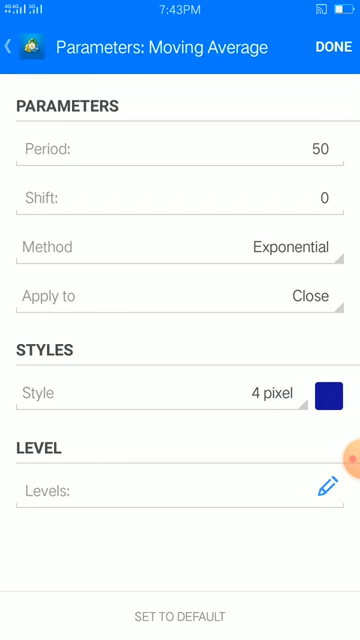 7:43PM
Parameters: Moving Average DONE
PARAMETERS
Period: 50
Shift: 0
Method Exponential
Apply to Close
STYLES
Style 4 pixel
LEVEL
Levels:
SET TO DEFAULT